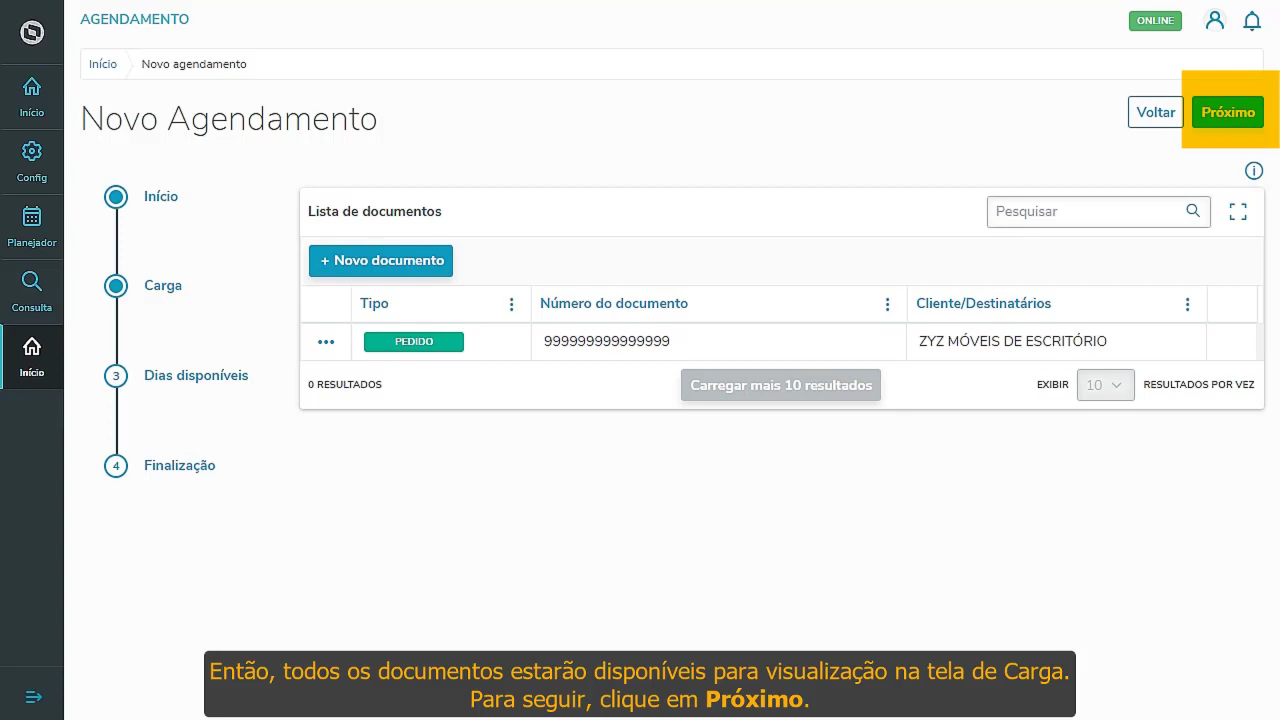 AGENDAMENTO
ONLINE
Início
Novo agendamento
Início
Novo Agendamento
Voltar
Próximo
Config
Planejador
Consulta
Início
Início
Carga
3
Dias disponíveis
4
Finalização
Lista de documentos
Pesquisar
+ Novo documento
Tipo
Número do documento
Cliente/Destinatários
PEDIDO
999999999999999
ZYZ MÓVEIS DE ESCRITÓRIO
0 RESULTADOS
Carregar mais 10 resultados
EXIBIR
10
RESULTADOS POR VEZ
Então, todos os documentos estarão disponíveis para visualização na tela de Carga.
Para seguir, clique em Próximo.